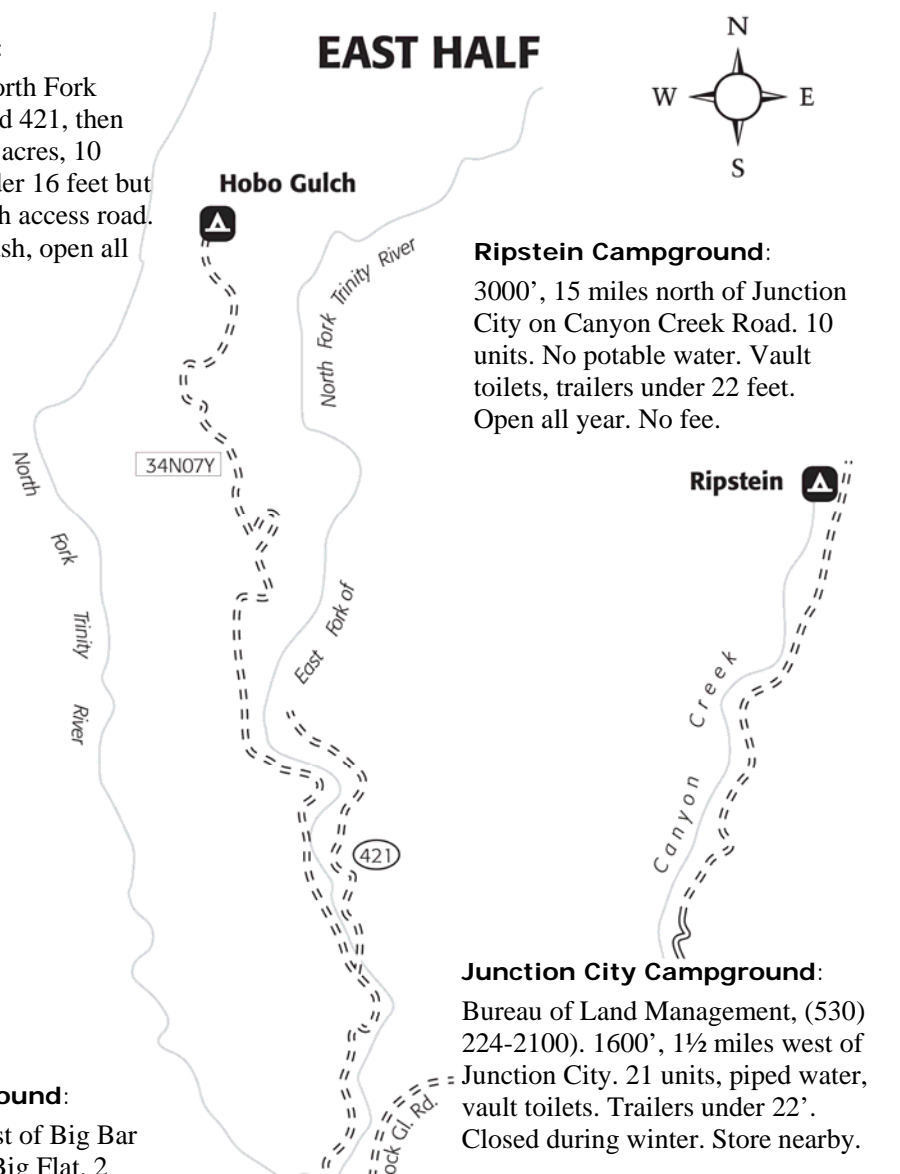 EAST HALF
N
W E
S
:
orth Fork
d 421, then
acres, 10
er 16 feet but
h access road.
sh, open all
Hobo Gulch
North Fork Trinity River
Ripstein Campground:
3000’, 15 miles north of Junction
City on Canyon Creek Road. 10
units. No potable water. Vault
toilets, trailers under 22 feet.
Open all year. No fee.
34N07Y
Ripstein
North Fork Trinity River
East Fork of
Canyon Creek
421
Junction City Campground:
Bureau of Land Management, (530)
224-2100). 1600’, 1½ miles west of
Junction City. 21 units, piped water,
vault toilets. Trailers under 22’.
Closed during winter. Store nearby.
ound:
st of Big Bar
Big Flat. 2
ock Gl. Rd.